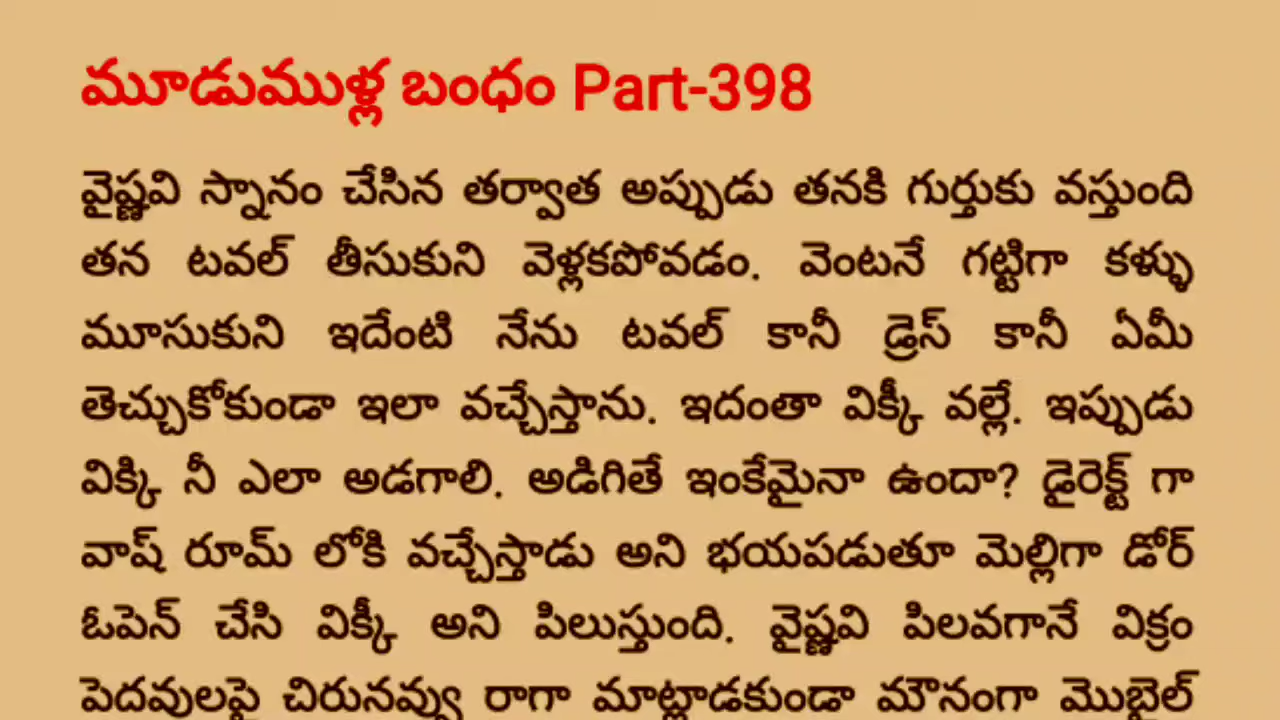 మూడుముళ్ల బంధం Part-398
వైష్ణవి స్నానం చేసిన తర్వాత అప్పుడు తనకి గుర్తుకు వస్తుంది
తన టవల్ తీసుకుని వెళ్లకపోవడం. వెంటనే గట్టిగా కళ్ళు
మూసుకుని ఇదేంటి నేను టవల్ కానీ డ్రెస్ కానీ ఏమీ
తెచ్చుకోకుండా ఇలా వచ్చేస్తాను. ఇదంతా విక్కీ వల్లే. ఇప్పుడు
విక్కి నీ ఎలా అడగాలి. అడిగితే ఇంకేమైనా ఉందా? డైరెక్ట్ గా
వాష్ రూమ్ లోకి వచ్చేస్తాడు అని భయపడుతూ మెల్లిగా డోర్
ఓపెన్ చేసి విక్కీ అని పిలుస్తుంది. వైష్ణవి పిలవగానే విక్రం
పెదవులపై చిరునవ్వు రాగా మాట్లాడకుండా మౌనంగా మొబైల్